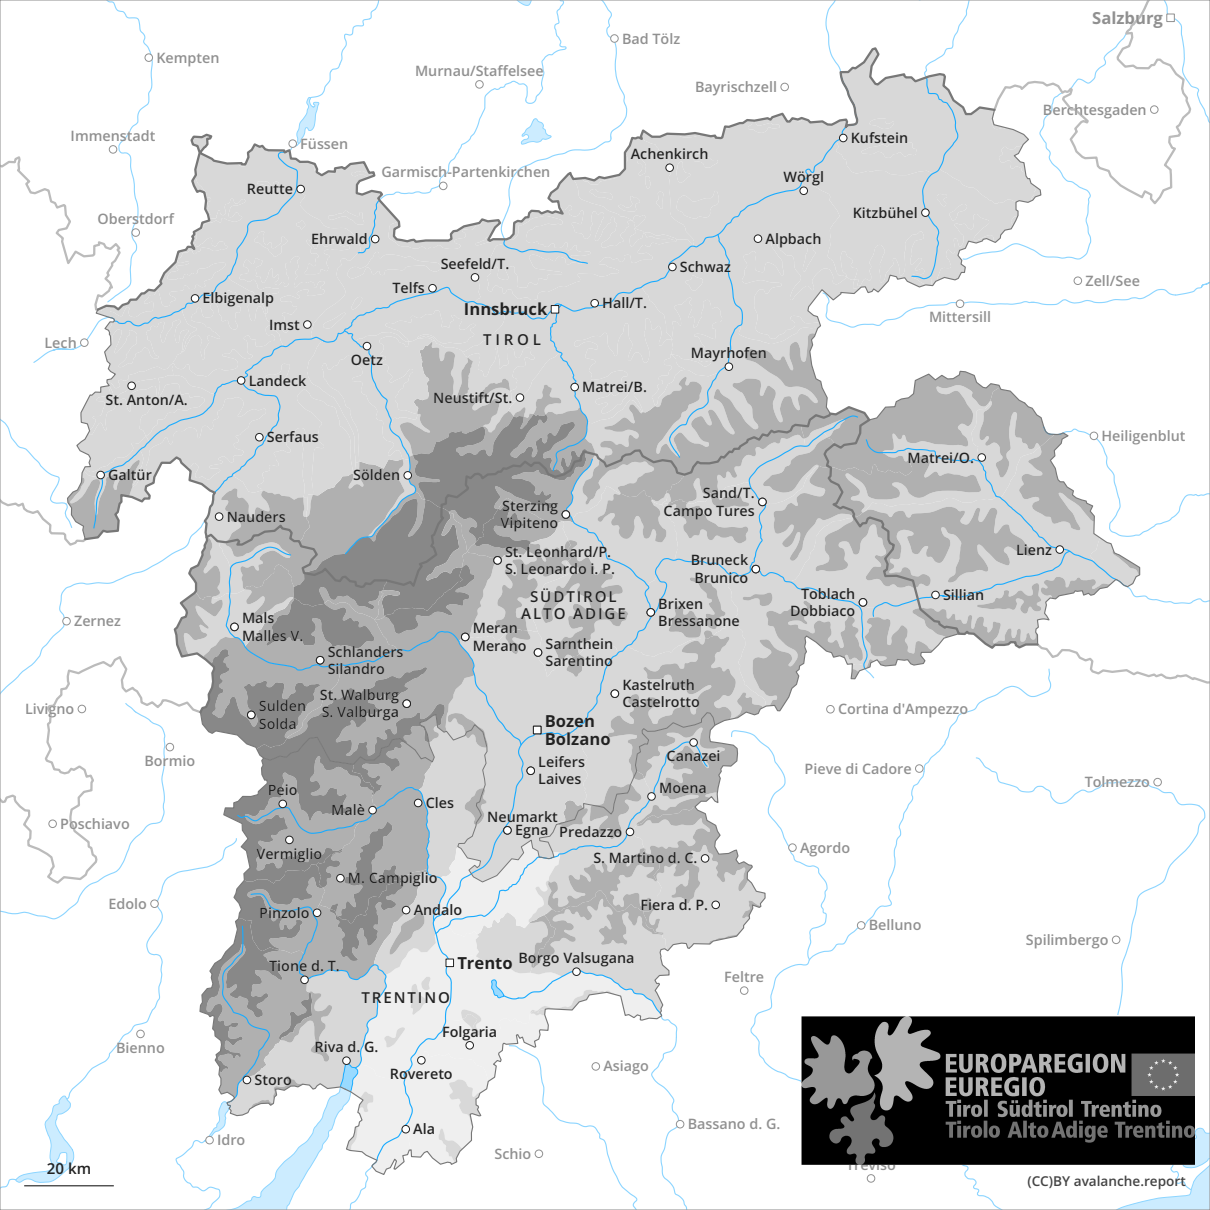 Salzburg
Bad Tölz
Kempten
Murnau/Staffelsee
Bayrischzell
Berchtesgaden
Immenstadt
Füssen
Kufstein
Achenkirch
Garmisch-Partenkirchen
Wörgl
Reutte
Oberstdorf
Kitzbühel
Ehrwald
Alpbach
Seefeld/T.
Schwaz
Zell/See
Telfs
Elbigenalp
Hall/T.
Innsbruck
Mittersill
Imst
TIROL
Lech
Mayrhofen
Oetz
Landeck
Matrei/B.
St. Anton/A.
Neustift/St.
Serfaus
Heiligenblut
Matrei/O.
Galtür
Sölden
Sand/T.
Campo Tures
Sterzing
Vipiteno
Nauders
St. Leonhard/P.
S. Leonardo i. P.
Lienz
Bruneck
Brunico
SÜDTIROL
ALTO ADIGE
Toblach
Dobbiaco
Sillian
Brixen
Bressanone
Zernez
Mals
Malles V.
Meran
Merano
Sarnthein
Sarentino
Schlanders
Silandro
Kastelruth
Castelrotto
St. Walburg
S. Valburga
Sulden
Solda
Livigno
Cortina d'Ampezzo
Bozen
Bolzano
Bormio
Canazei
Leifers
Laives
Pieve di Cadore
Tolmezzo
Peio
Moena
Malè
Cles
Neumarkt
Egna
Predazzo
Poschiavo
Vermiglio
Agordo
S. Martino d. C.
M. Campiglio
Edolo
Pinzolo
Andalo
Fiera d. P.
Belluno
Spilimbergo
Trento
Borgo Valsugana
Tione d. T.
Feltre
TRENTINO
Folgaria
Bienno
Riva d. G.
Rovereto
Asiago
Storo
EUROPAREGION
EUREGIO
Tirol Südtirol Trentino
Tirolo Alto Adige Trentino
Idro
Ala
Bassano d. G.
Schio
Treviso
20 km
(CC)BY avalanche.report